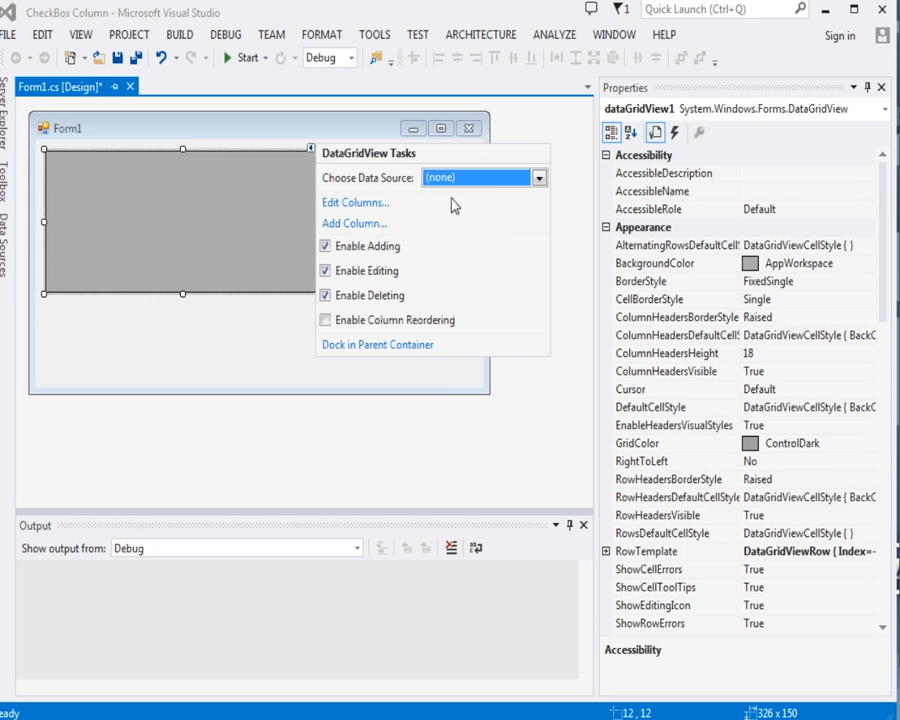 CheckBox Column - Microsoft Visual Studio
1
Quick Launch (Ctrl+Q)
FILE EDIT VIEW PROJECT BUILD DEBUG TEAM FORMAT TOOLS TEST ARCHITECTURE ANALYZE WINDOW HELP Sign in
Start Debug
Server Explorer
Toolbox
Data Sources
Form1.cs [Design]*
Form1
DataGridView Tasks
Choose Data Source: (none)
Edit Columns...
Add Column...
Enable Adding
Enable Editing
Enable Deleting
Enable Column Reordering
Dock in Parent Container
Output
Show output from: Debug
Properties
dataGridView1 System.Windows.Forms.DataGridView
Accessibility
AccessibleDescription
AccessibleName
AccessibleRole Default
Appearance
AlternatingRowsDefaultCellS DataGridViewCellStyle { }
BackgroundColor AppWorkspace
BorderStyle FixedSingle
CellBorderStyle Single
ColumnHeadersBorderStyle Raised
ColumnHeadersDefaultCellS DataGridViewCellStyle { BackC
ColumnHeadersHeight 18
ColumnHeadersVisible True
Cursor Default
DefaultCellStyle DataGridViewCellStyle { BackC
EnableHeadersVisualStyles True
GridColor ControlDark
RightToLeft No
RowHeadersBorderStyle Raised
RowHeadersDefaultCellStyle DataGridViewCellStyle { BackC
RowHeadersVisible True
RowsDefaultCellStyle DataGridViewCellStyle { }
RowTemplate DataGridViewRow { Index=-
ShowCellErrors True
ShowCellToolTips True
ShowEditingIcon True
ShowRowErrors True
Accessibility
eady 12 , 12 326 x 150